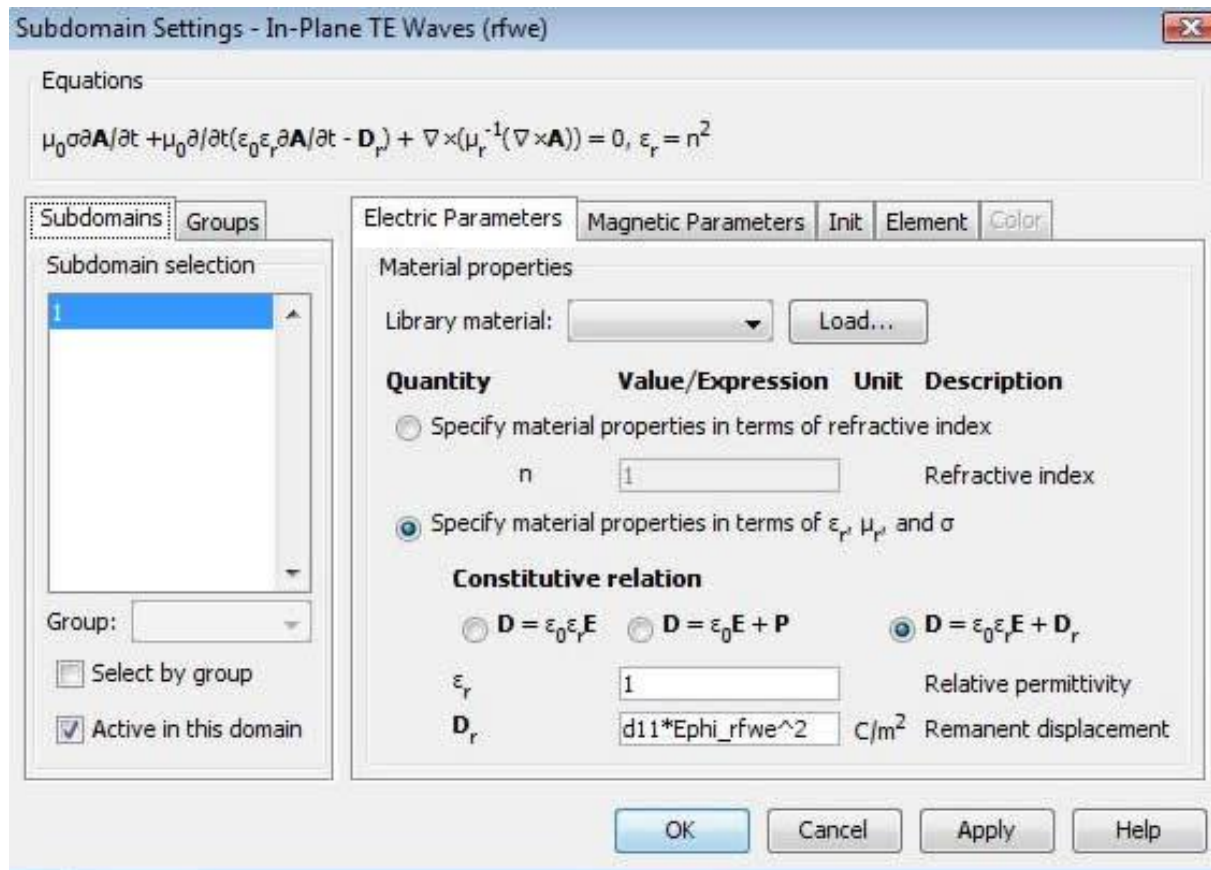 Subdomain Settings - In-Plane TE Waves (rfwe)
Equations
μ₀σ∂A/∂t +μ₀∂/∂t(ε₀εᵣ∂A/∂t - Dᵣ) + ∇×(μᵣ⁻¹(∇×A)) = 0, εᵣ = n²
Subdomains Groups
Subdomain selection
1
Group:
Select by group
Active in this domain
Electric Parameters Magnetic Parameters Init Element Color
Material properties
Library material: Load...
Quantity Value/Expression Unit Description
Specify material properties in terms of refractive index
n 1 Refractive index
Specify material properties in terms of εᵣ, μᵣ, and σ
Constitutive relation
D = ε₀εᵣE D = ε₀E + P D = ε₀εᵣE + Dᵣ
εᵣ 1 Relative permittivity
Dᵣ d11*Ephi_rfwe^2 C/m² Remanent displacement
OK Cancel Apply Help